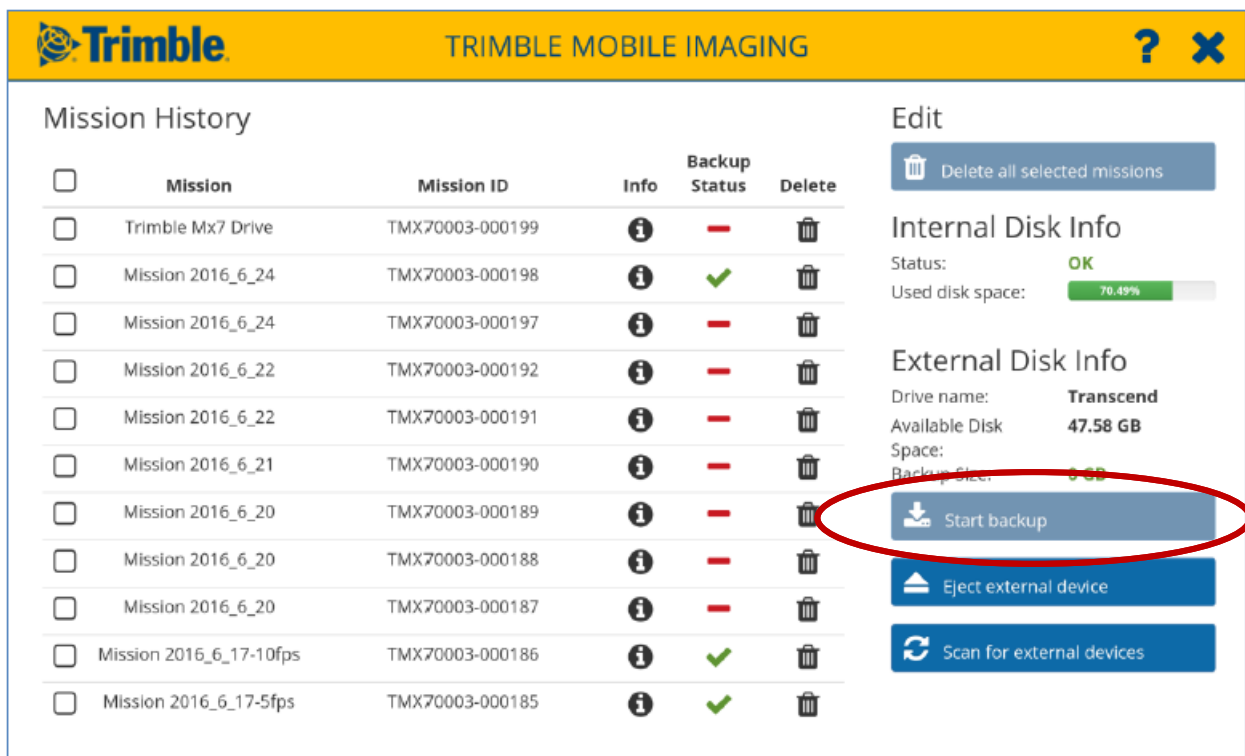 Trimble.
TRIMBLE MOBILE IMAGING
?
Mission History
Mission Mission ID Info Backup Status Delete
Trimble Mx7 Drive TMX70003-000199
Mission 2016_6_24 TMX70003-000198
Mission 2016_6_24 TMX70003-000197
Mission 2016_6_22 TMX70003-000192
Mission 2016_6_22 TMX70003-000191
Mission 2016_6_21 TMX70003-000190
Mission 2016_6_20 TMX70003-000189
Mission 2016_6_20 TMX70003-000188
Mission 2016_6_20 TMX70003-000187
Mission 2016_6_17-10fps TMX70003-000186
Mission 2016_6_17-5fps TMX70003-000185
Edit
Delete all selected missions
Internal Disk Info
Status: OK
Used disk space: 70.49%
External Disk Info
Drive name: Transcend
Available Disk 47.58 GB
Space:
Backup Size: 0 GB
Start backup
Eject external device
Scan for external devices